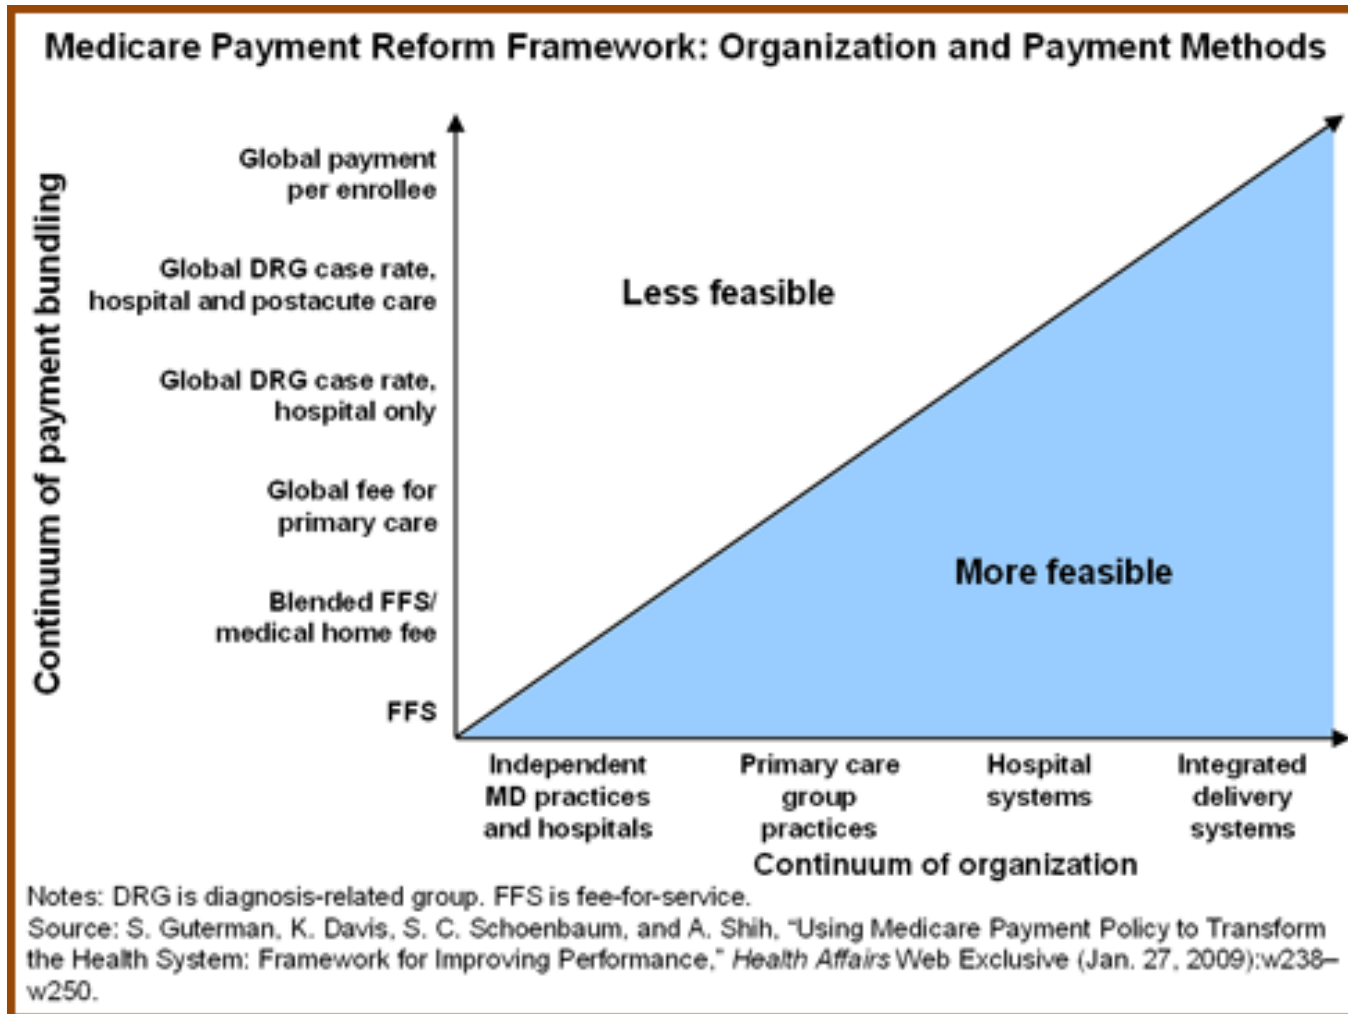 Medicare Payment Reform Framework: Organization and Payment Methods
Continuum of payment bundling
Global payment
per enrollee
Global DRG case rate,
hospital and postacute care
Global DRG case rate,
hospital only
Global fee for
primary care
Blended FFS/
medical home fee
FFS
Less feasible
More feasible
Independent
MD practices
and hospitals
Primary care
group
practices
Hospital
systems
Integrated
delivery
systems
Continuum of organization
Notes: DRG is diagnosis-related group. FFS is fee-for-service.
Source: S. Guterman, K. Davis, S. C. Schoenbaum, and A. Shih, “Using Medicare Payment Policy to Transform
the Health System: Framework for Improving Performance,” Health Affairs Web Exclusive (Jan. 27, 2009):w238–
w250.